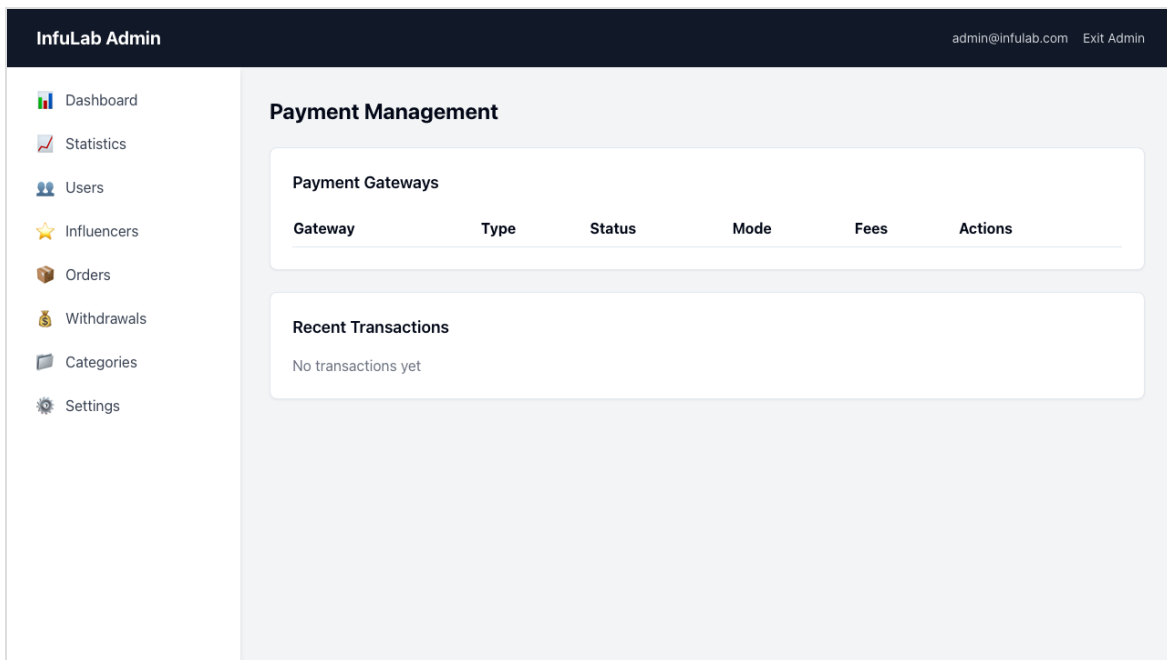 InfuLab Admin
admin@infulab.com Exit Admin
Dashboard
Statistics
Users
Influencers
Orders
Withdrawals
Categories
Settings
Payment Management
Payment Gateways
Gateway Type Status Mode Fees Actions
Recent Transactions
No transactions yet